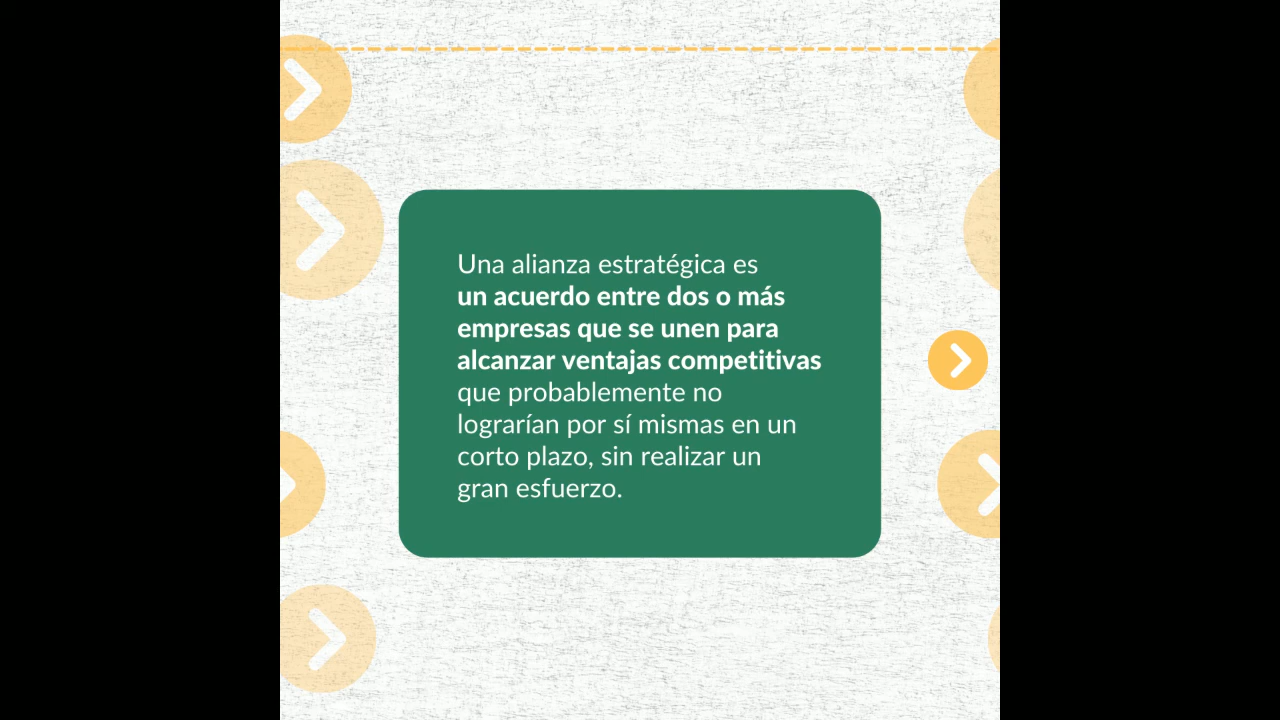 Una alianza estratégica es
un acuerdo entre dos o más
empresas que se unen para
alcanzar ventajas competitivas
que probablemente no
lograrían por sí mismas en un
corto plazo, sin realizar un
gran esfuerzo.